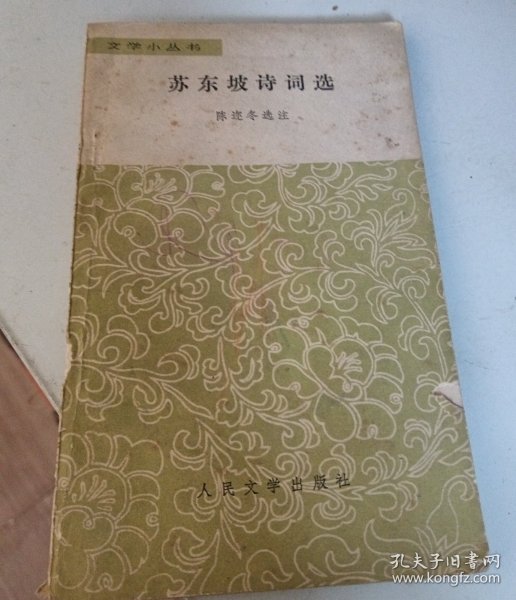 文学小丛书
苏东坡诗词选
陈迩冬选注
人民文学出版社
孔夫子旧书网
www.kongfz.com